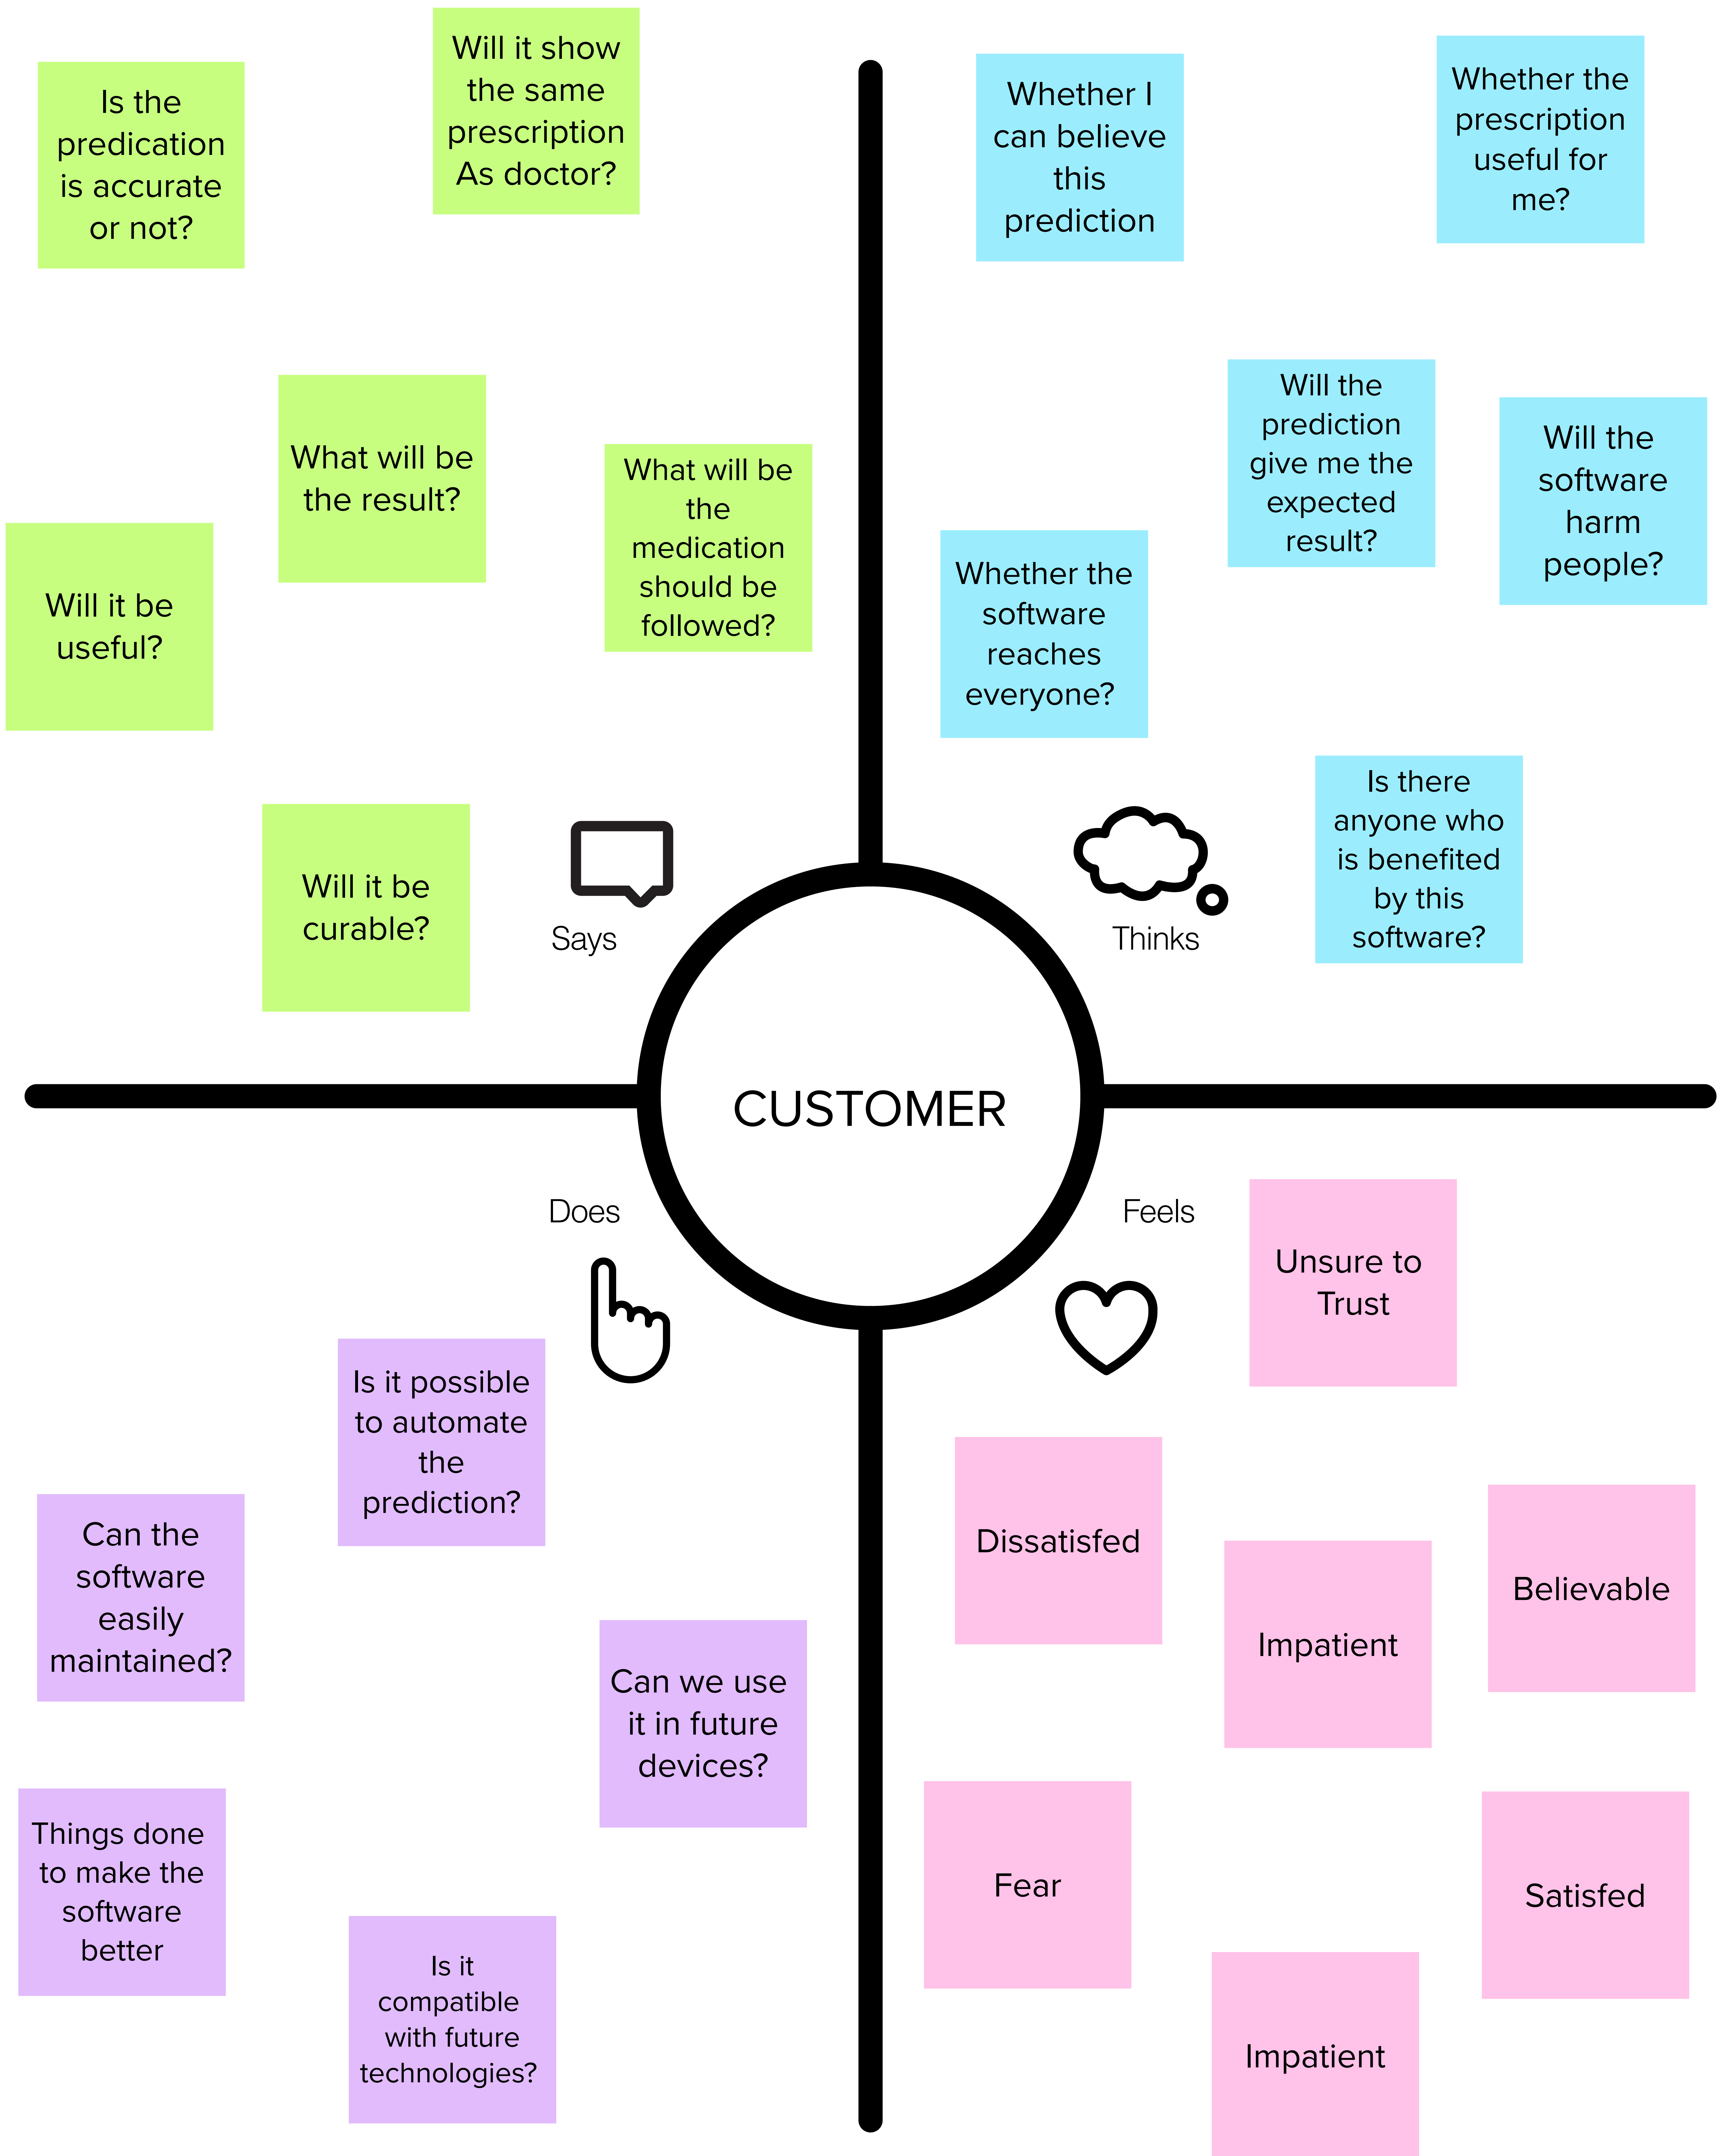 Is the
predication
is accurate
or not?
Will it show
the same
prescription
As doctor?
What will be
the result?
What will be
the
medication
should be
followed?
Will it be
useful?
Will it be
curable?
Says
Whether I
can believe
this
prediction
Whether the
prescription
useful for
me?
Will the
prediction
give me the
expected
result?
Will the
software
harm
people?
Whether the
software
reaches
everyone?
Is there
anyone who
is benefited
by this
software?
Thinks
CUSTOMER
Does
Is it possible
to automate
the
prediction?
Can the
software
easily
maintained?
Can we use
it in future
devices?
Things done
to make the
software
better
Is it
compatible
with future
technologies?
Feels
Unsure to
Trust
Dissatisfed
Impatient
Believable
Fear
Satisfed
Impatient